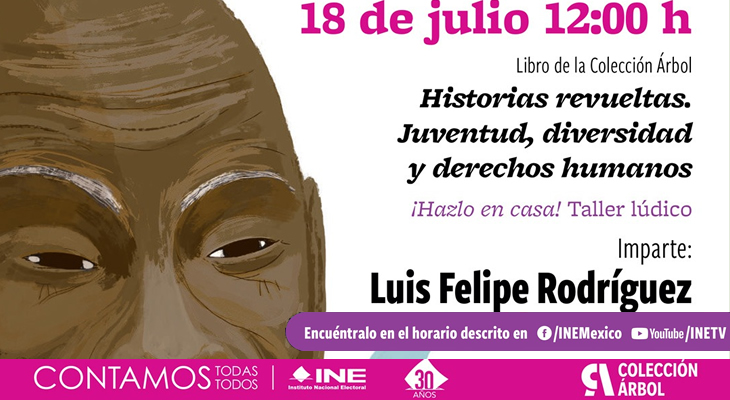 18 de julio 12:00 h
Libro de la Colección Árbol
Historias revueltas.
Juventud, diversidad
y derechos humanos
¡Hazlo en casa! Taller lúdico
Imparte:
Luis Felipe Rodríguez
Encuéntralo en el horario descrito en /INEMexico YouTube/INETV
CONTAMOS TODAS TODOS
INE
Instituto Nacional Electoral
30 AÑOS
COLECCIÓN
ÁRBOL